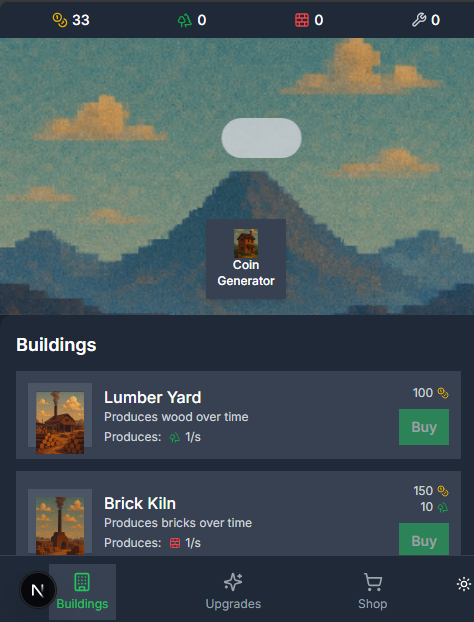 33 0 0 0
Coin
Generator
Buildings
Lumber Yard
100
Produces wood over time
Produces: 1/s
Buy
150
Brick Kiln
10
Produces bricks over time
Produces: 1/s
Buy
N
Buildings Upgrades Shop